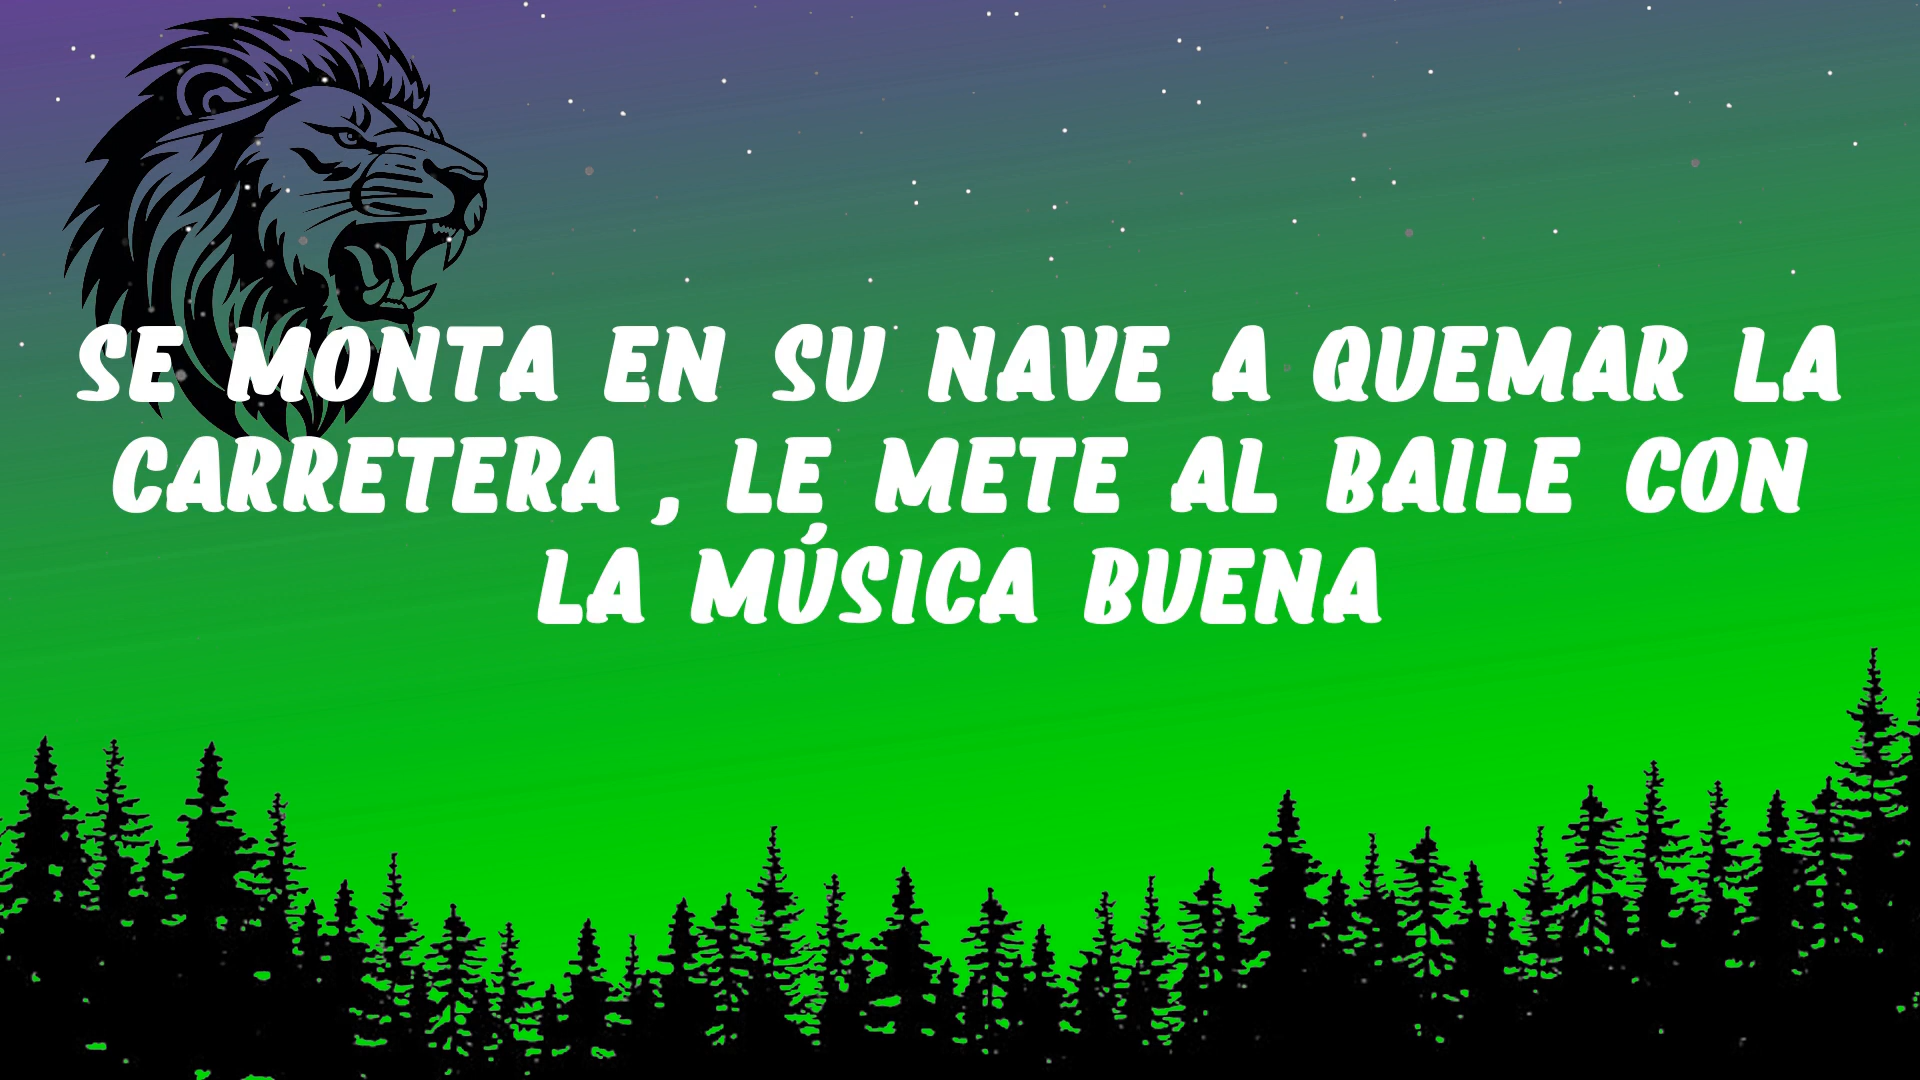 SE MONTA EN SU NAVE A QUEMAR LA
CARRETERA , LE METE AL BAILE CON
LA MÚSICA BUENA